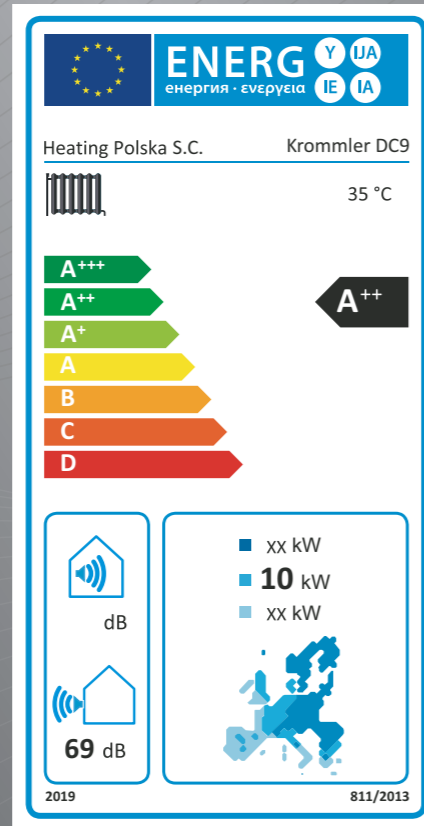 ENERG Y IJA
енергия · ενεργεια IE IA
Heating Polska S.C. Krommler DC9
35 °C
A+++
A++ A++
A+
A
B
C
D
xx kW
10 kW
xx kW
dB
69 dB
2019 811/2013